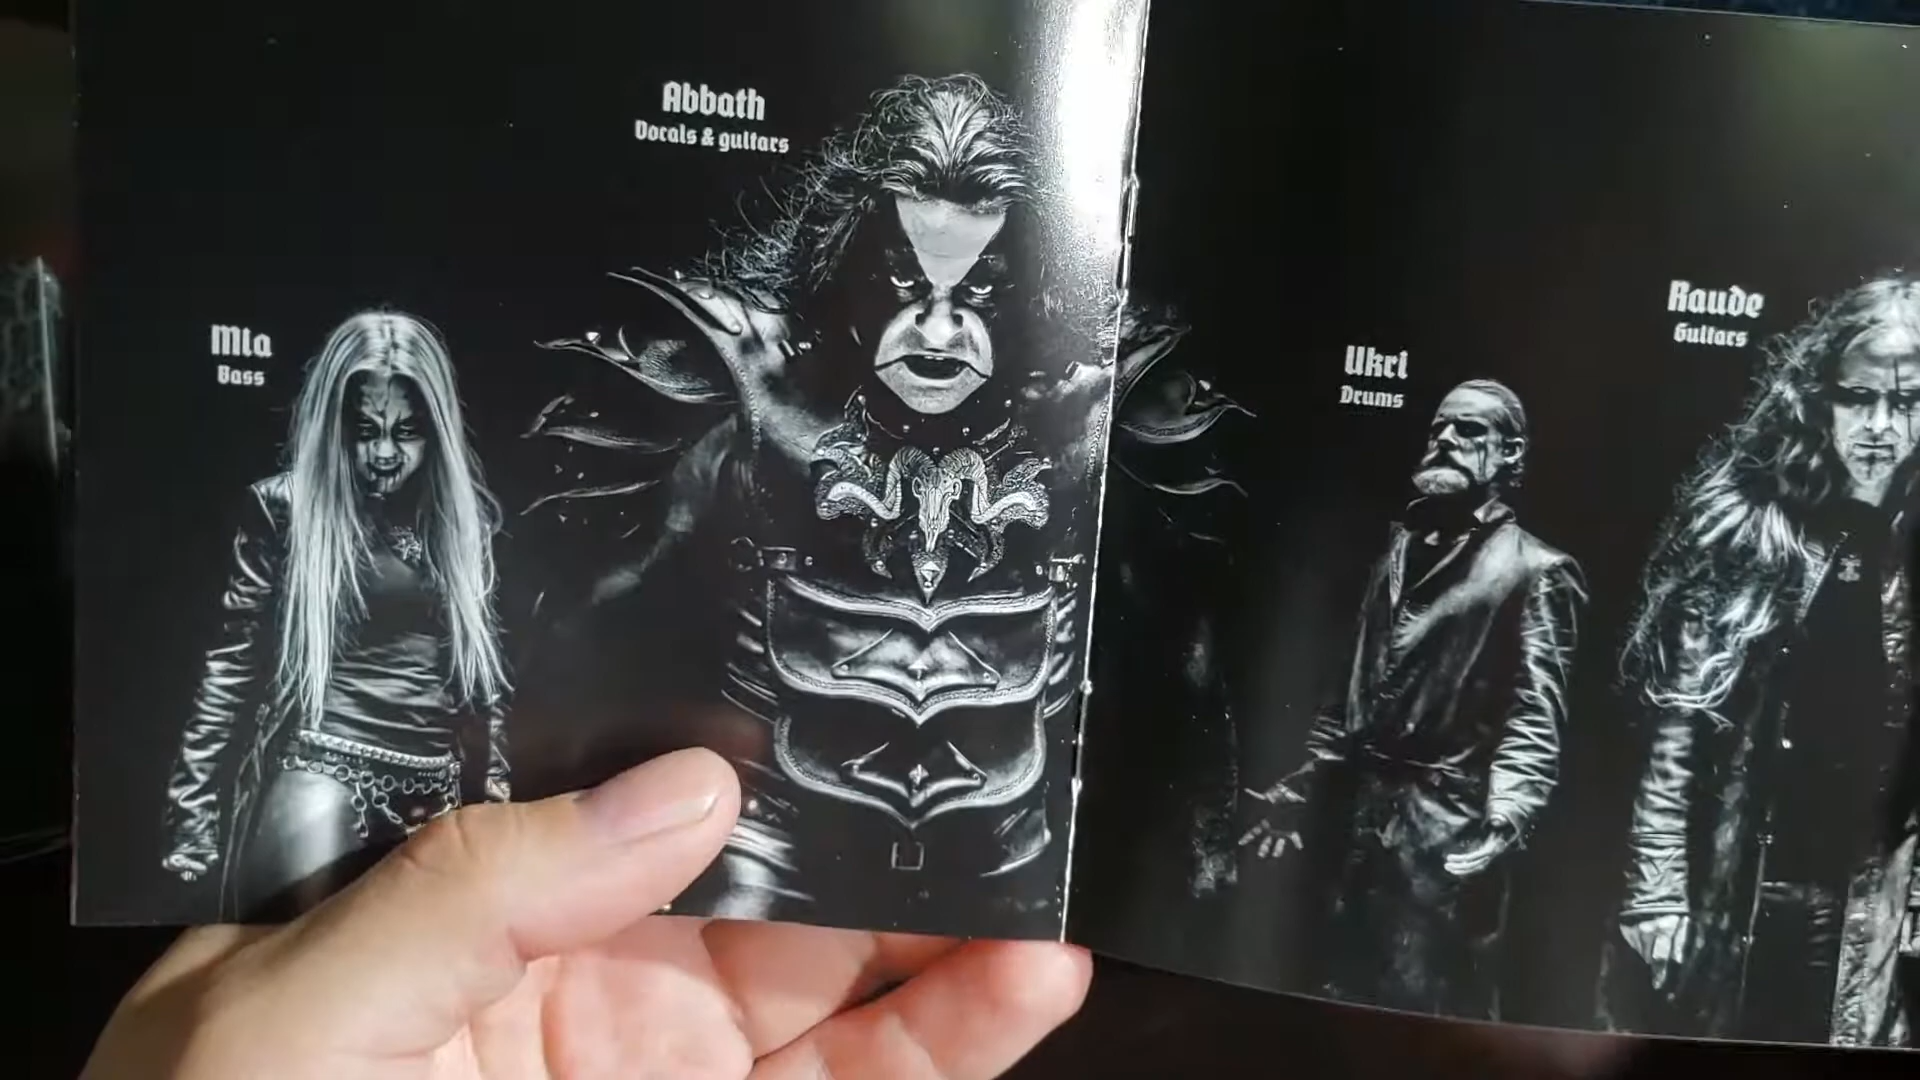 Abbath
Vocals & guitars
Mia
Bass
Ukri
Drums
Raude
Guitars